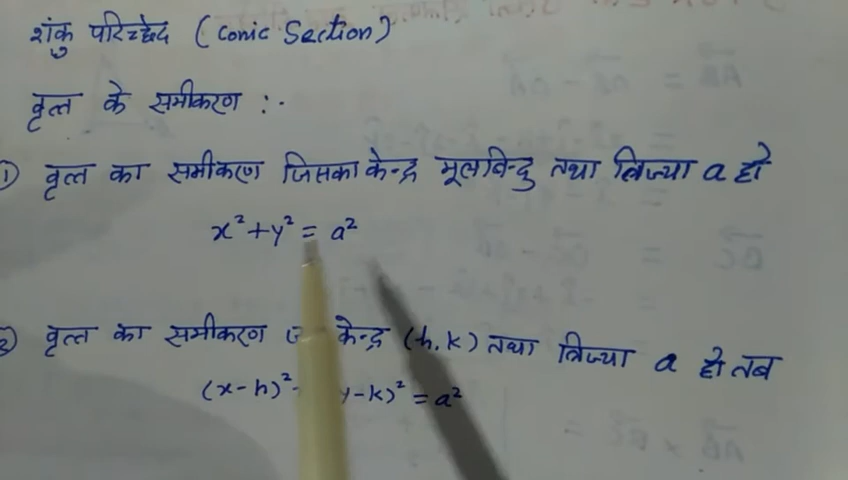 शंकु परिच्छेद (Conic Section)
वृत्त के समीकरण :-
① वृत्त का समीकरण जिसका केन्द्र मूलबिन्दु तथा त्रिज्या a हो
x² + y² = a²
वृत्त का समीकरण केन्द्र (h, k) तथा त्रिज्या a हो तब
(x-h)² y-k)² = a²